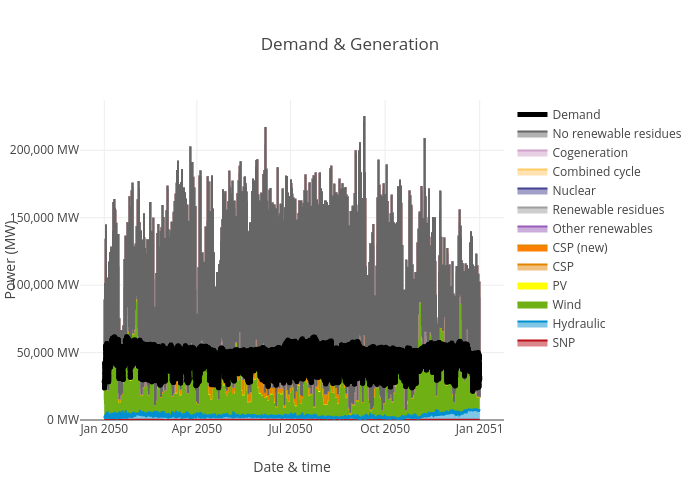 Demand & Generation
200,000 MW
150,000 MW
100,000 MW
50,000 MW
0 MW
Power (MW)
Jan 2050
Apr 2050
Jul 2050
Oct 2050
Jan 2051
Date & time
Demand
No renewable residues
Cogeneration
Combined cycle
Nuclear
Renewable residues
Other renewables
CSP (new)
CSP
PV
Wind
Hydraulic
SNP